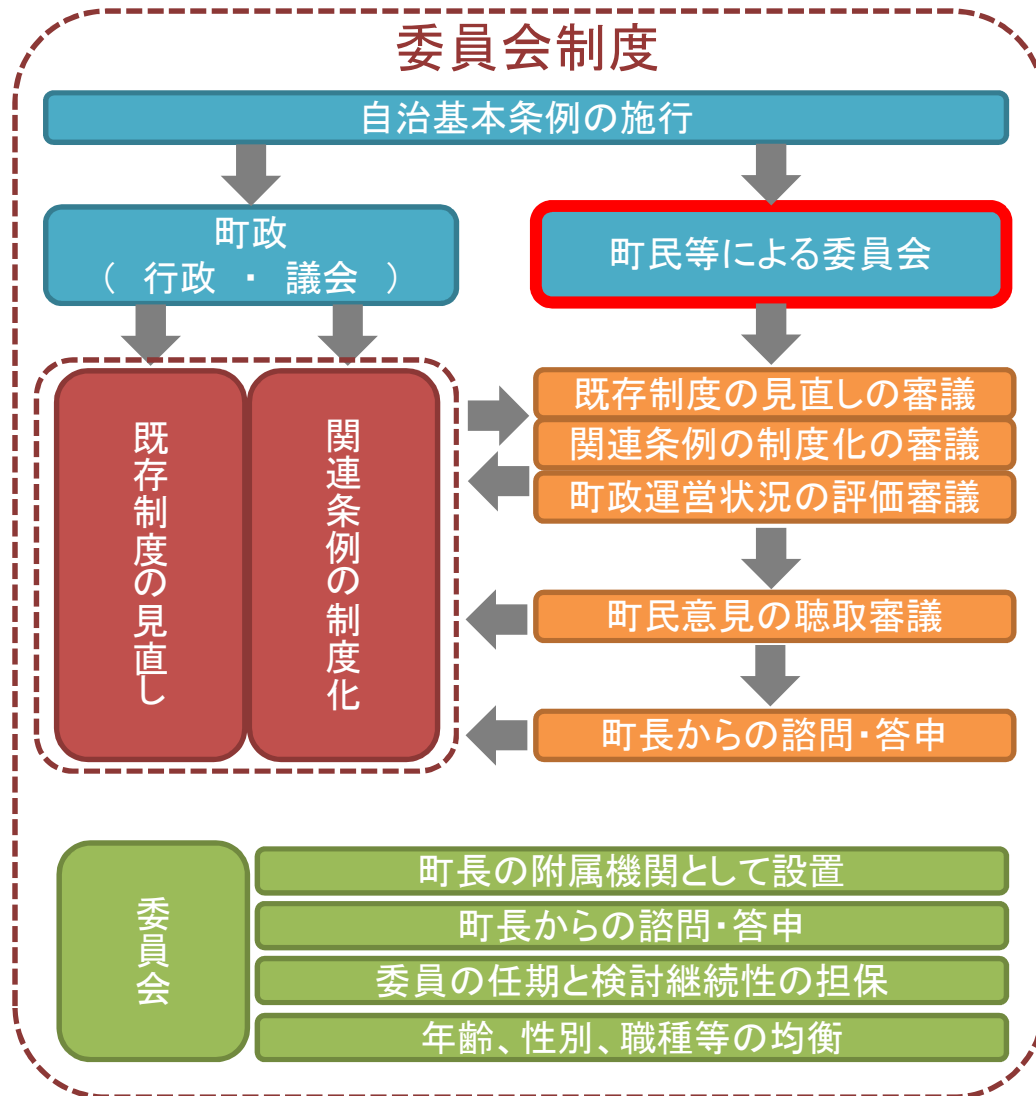 委員会制度
自治基本条例の施行
町政
（ 行政 ・ 議会 ）
町民等による委員会
既存制度の見直し
関連条例の制度化
既存制度の見直しの審議
関連条例の制度化の審議
町政運営状況の評価審議
町民意見の聴取審議
町長からの諮問・答申
委員会
町長の附属機関として設置
町長からの諮問・答申
委員の任期と検討継続性の担保
年齢、性別、職種等の均衡